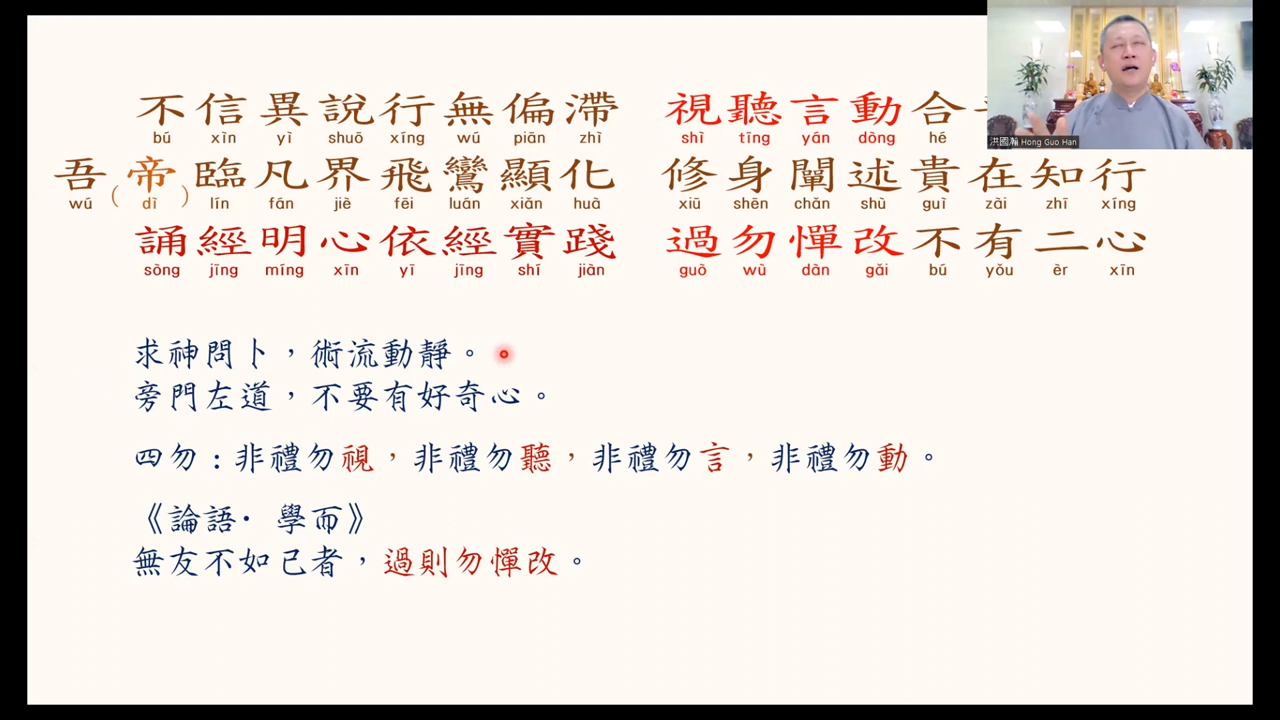 不信異說行無偏滯 視聽言動合
bú xīn yì shuō xíng wú piān zhì shì tīng yán dòng hé
吾(帝)臨凡界飛鸞顯化 修身闡述貴在知行
wú dì lín fán jiè fēi luán xiǎn huà xiū shēn chǎn shù guì zài zhī xíng
誦經明心依經實踐 過勿憚改不有二心
sòng jīng míng xīn yī jīng shí jiàn guò wù dàn gǎi bú yǒu èr xīn
求神問卜，術流動靜。
旁門左道，不要有好奇心。
四勿：非禮勿視，非禮勿聽，非禮勿言，非禮勿動。
《論語· 學而》
無友不如己者，過則勿憚改。
洪國瀚 Hong Guo Han